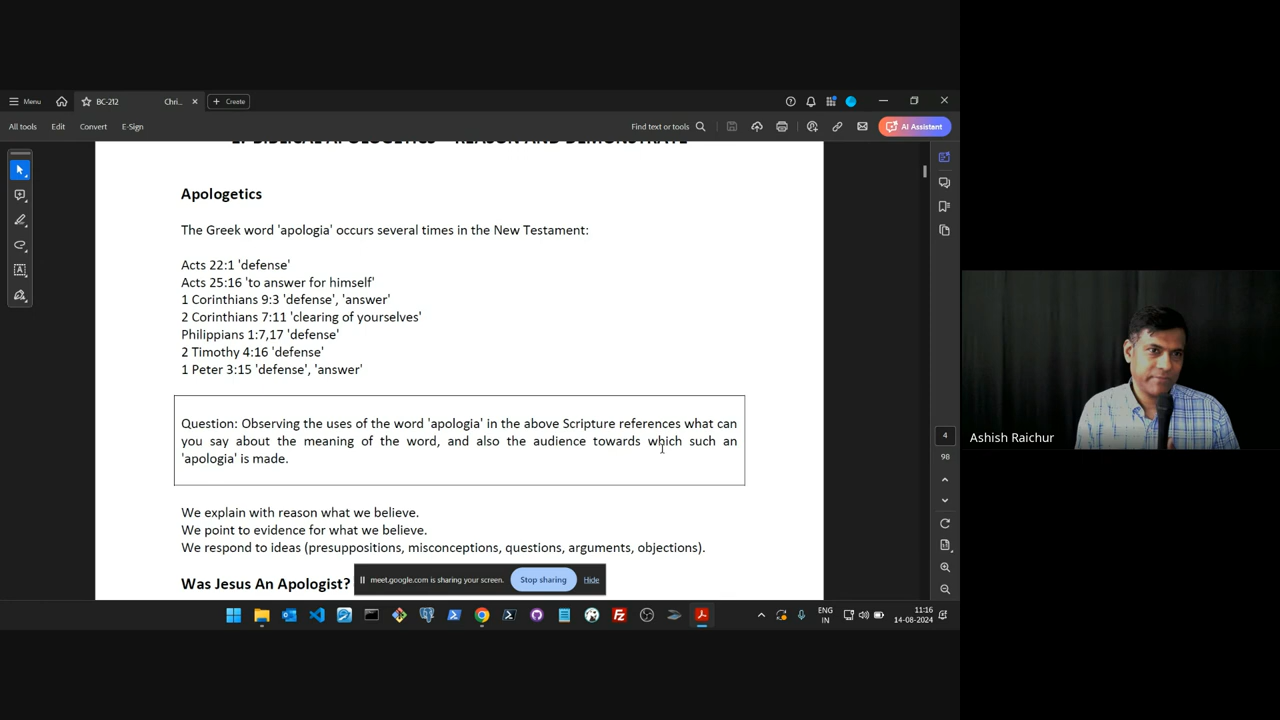 Menu
BC-212
Chri...
Create
All tools
Edit
Convert
E-Sign
Find text or tools
AI Assistant
Apologetics
The Greek word 'apologia' occurs several times in the New Testament:
Acts 22:1 'defense'
Acts 25:16 'to answer for himself'
1 Corinthians 9:3 'defense', 'answer'
2 Corinthians 7:11 'clearing of yourselves'
Philippians 1:7,17 'defense'
2 Timothy 4:16 'defense'
1 Peter 3:15 'defense', 'answer'
Question: Observing the uses of the word 'apologia' in the above Scripture references what can
you say about the meaning of the word, and also the audience towards which such an
'apologia' is made.
We explain with reason what we believe.
We point to evidence for what we believe.
We respond to ideas (presuppositions, misconceptions, questions, arguments, objections).
Was Jesus An Apologist?
meet.google.com is sharing your screen.
Stop sharing
Hide
4
98
ENG
IN
11:16
14-08-2024
Ashish Raichur